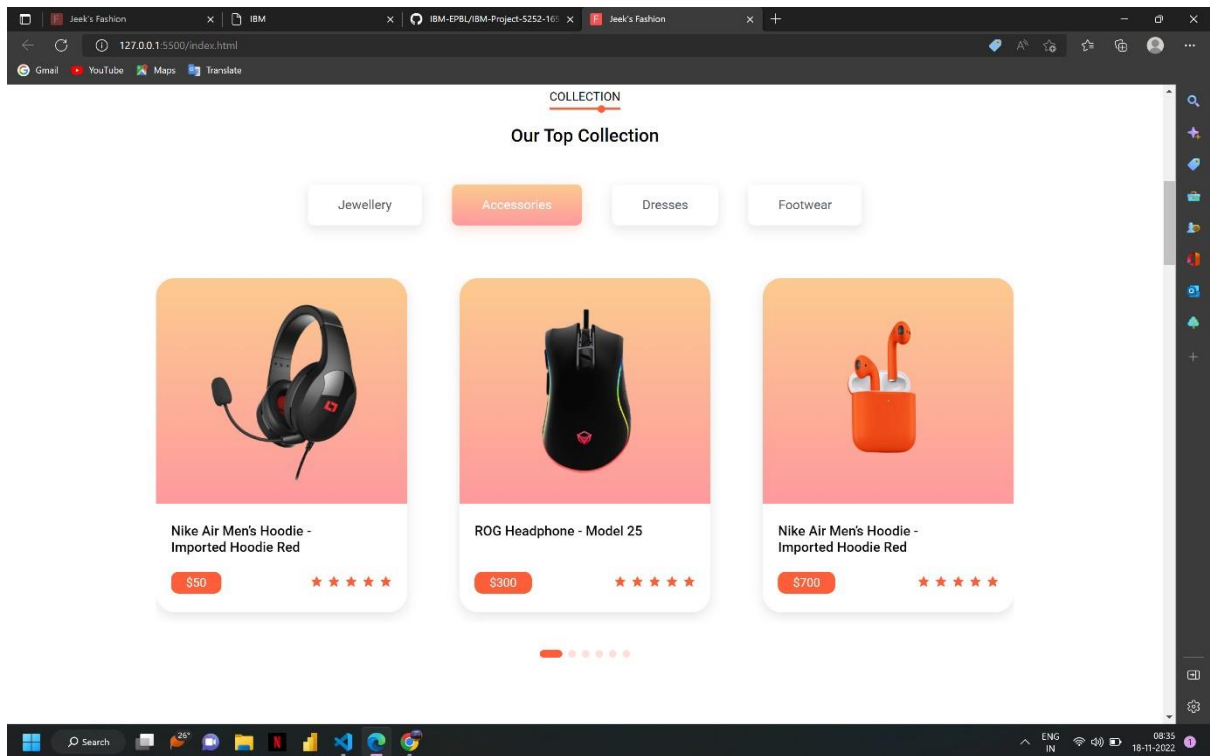 Jeek's Fashion
IBM
IBM-EPBL/IBM-Project-5252-165
Jeek's Fashion
127.0.0.1:5500/index.html
Gmail
YouTube
Maps
Translate
COLLECTION
Our Top Collection
Jewellery
Accessories
Dresses
Footwear
Nike Air Men's Hoodie -
Imported Hoodie Red
$50
ROG Headphone - Model 25
$300
Nike Air Men's Hoodie -
Imported Hoodie Red
$700
Search
26°
ENG
IN
08:35
18-11-2022
1